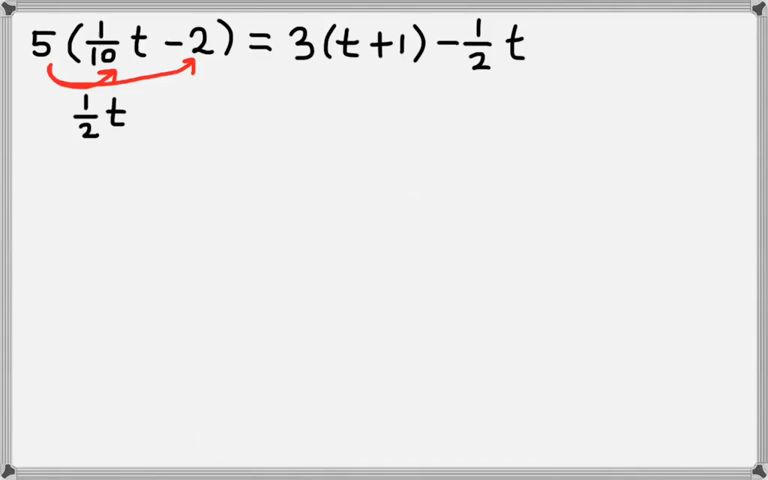 5(1/10 t - 2) = 3(t + 1) - 1/2 t
1/2 t